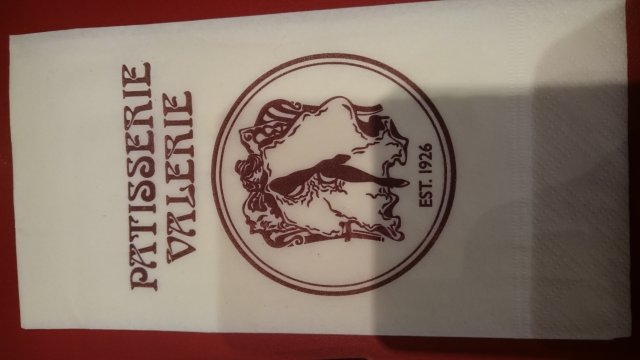 PATISSERIE
VALERIE
EST. 1926